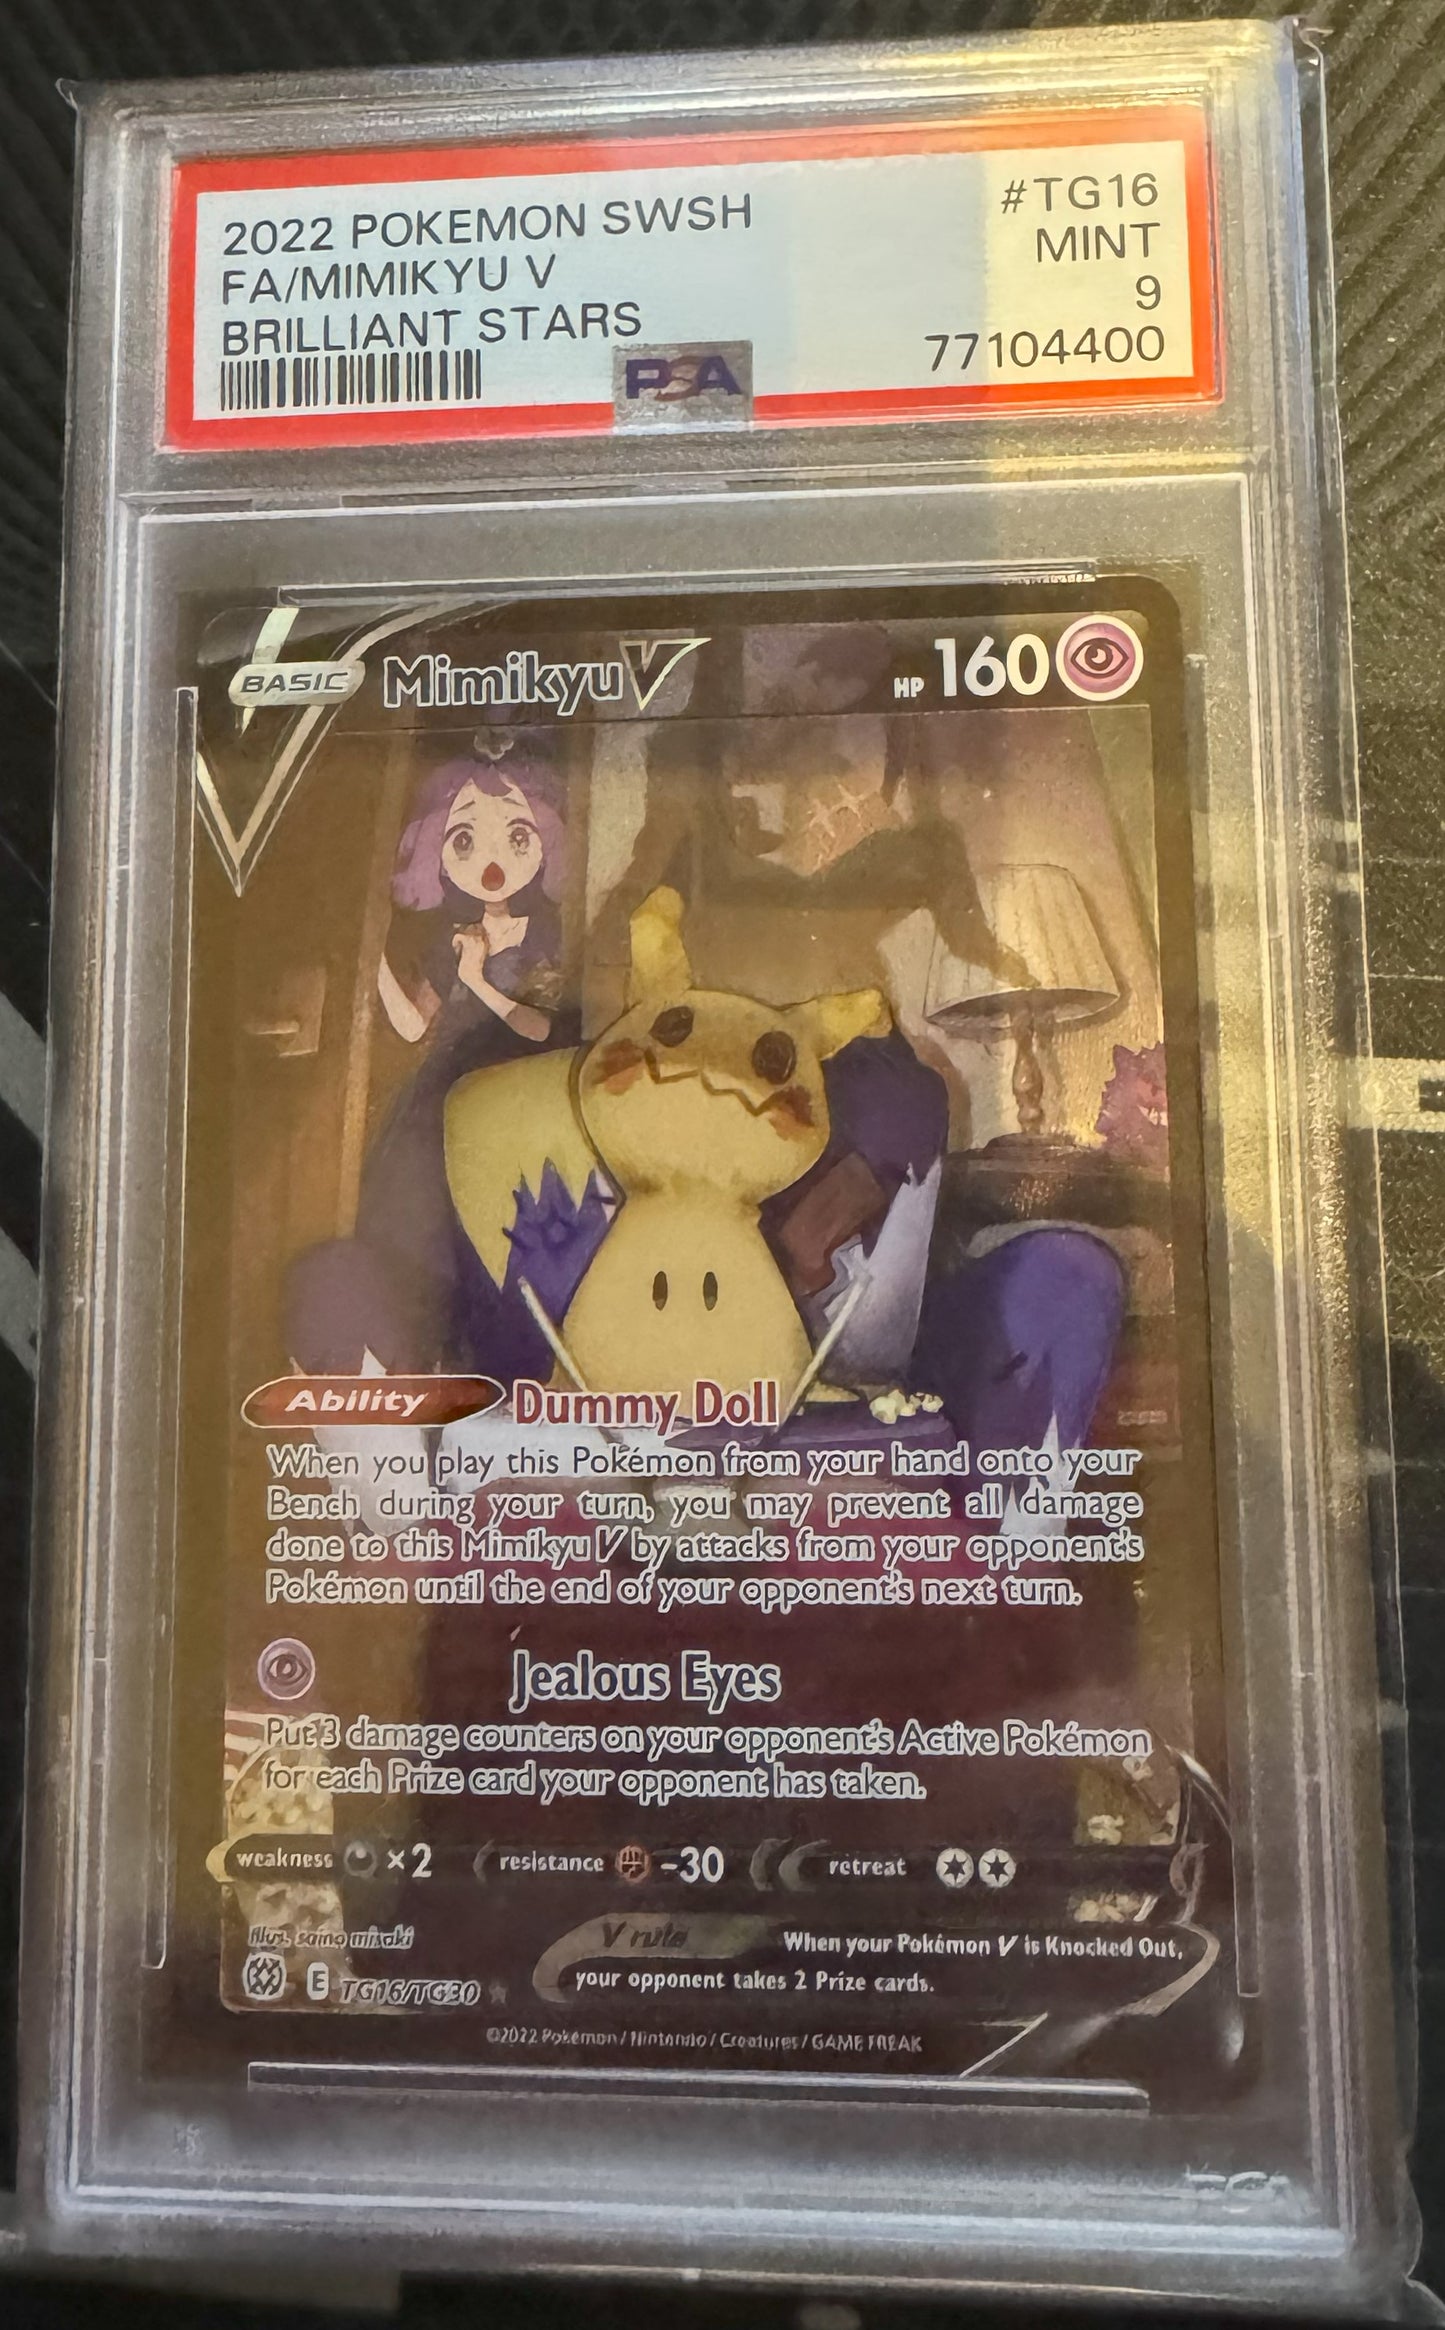 2022 POKEMON SWSH #TG16
FA/MIMIKYU V MINT
BRILLIANT STARS 9
PSA 77104400
BASIC Mimikyu V HP 160
Ability Dummy Doll
When you play this Pokémon from your hand onto your
Bench during your turn, you may prevent all damage
done to this Mimikyu V by attacks from your opponent's
Pokémon until the end of your opponent's next turn.
Jealous Eyes
Put 3 damage counters on your opponent's Active Pokémon
for each Prize card your opponent has taken.
weakness ×2 resistance -30 retreat
Illus. saino misaki
V rule When your Pokémon V is Knocked Out,
your opponent takes 2 Prize cards.
E TG16/TG30
©2022 Pokémon / Nintendo / Creatures / GAME FREAK